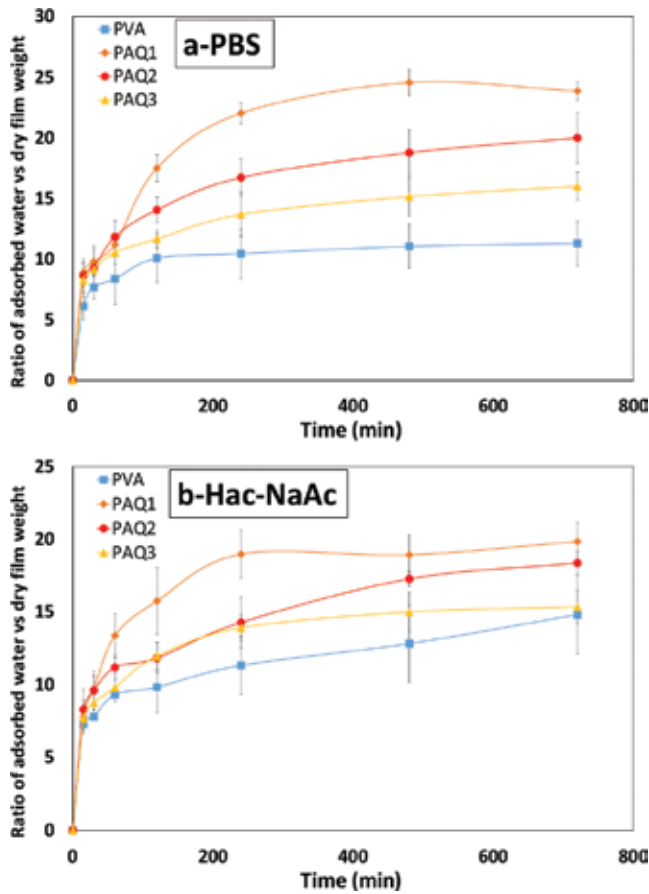 a-PBS
PVA
PAQ1
PAQ2
PAQ3
Ratio of adsorbed water vs dry film weight
30
25
20
15
10
5
0
0 200 400 600 800
Time (min)
b-Hac-NaAc
PVA
PAQ1
PAQ2
PAQ3
Ratio of adsorbed water vs dry film weight
25
20
15
10
5
0
0 200 400 600 800
Time (min)